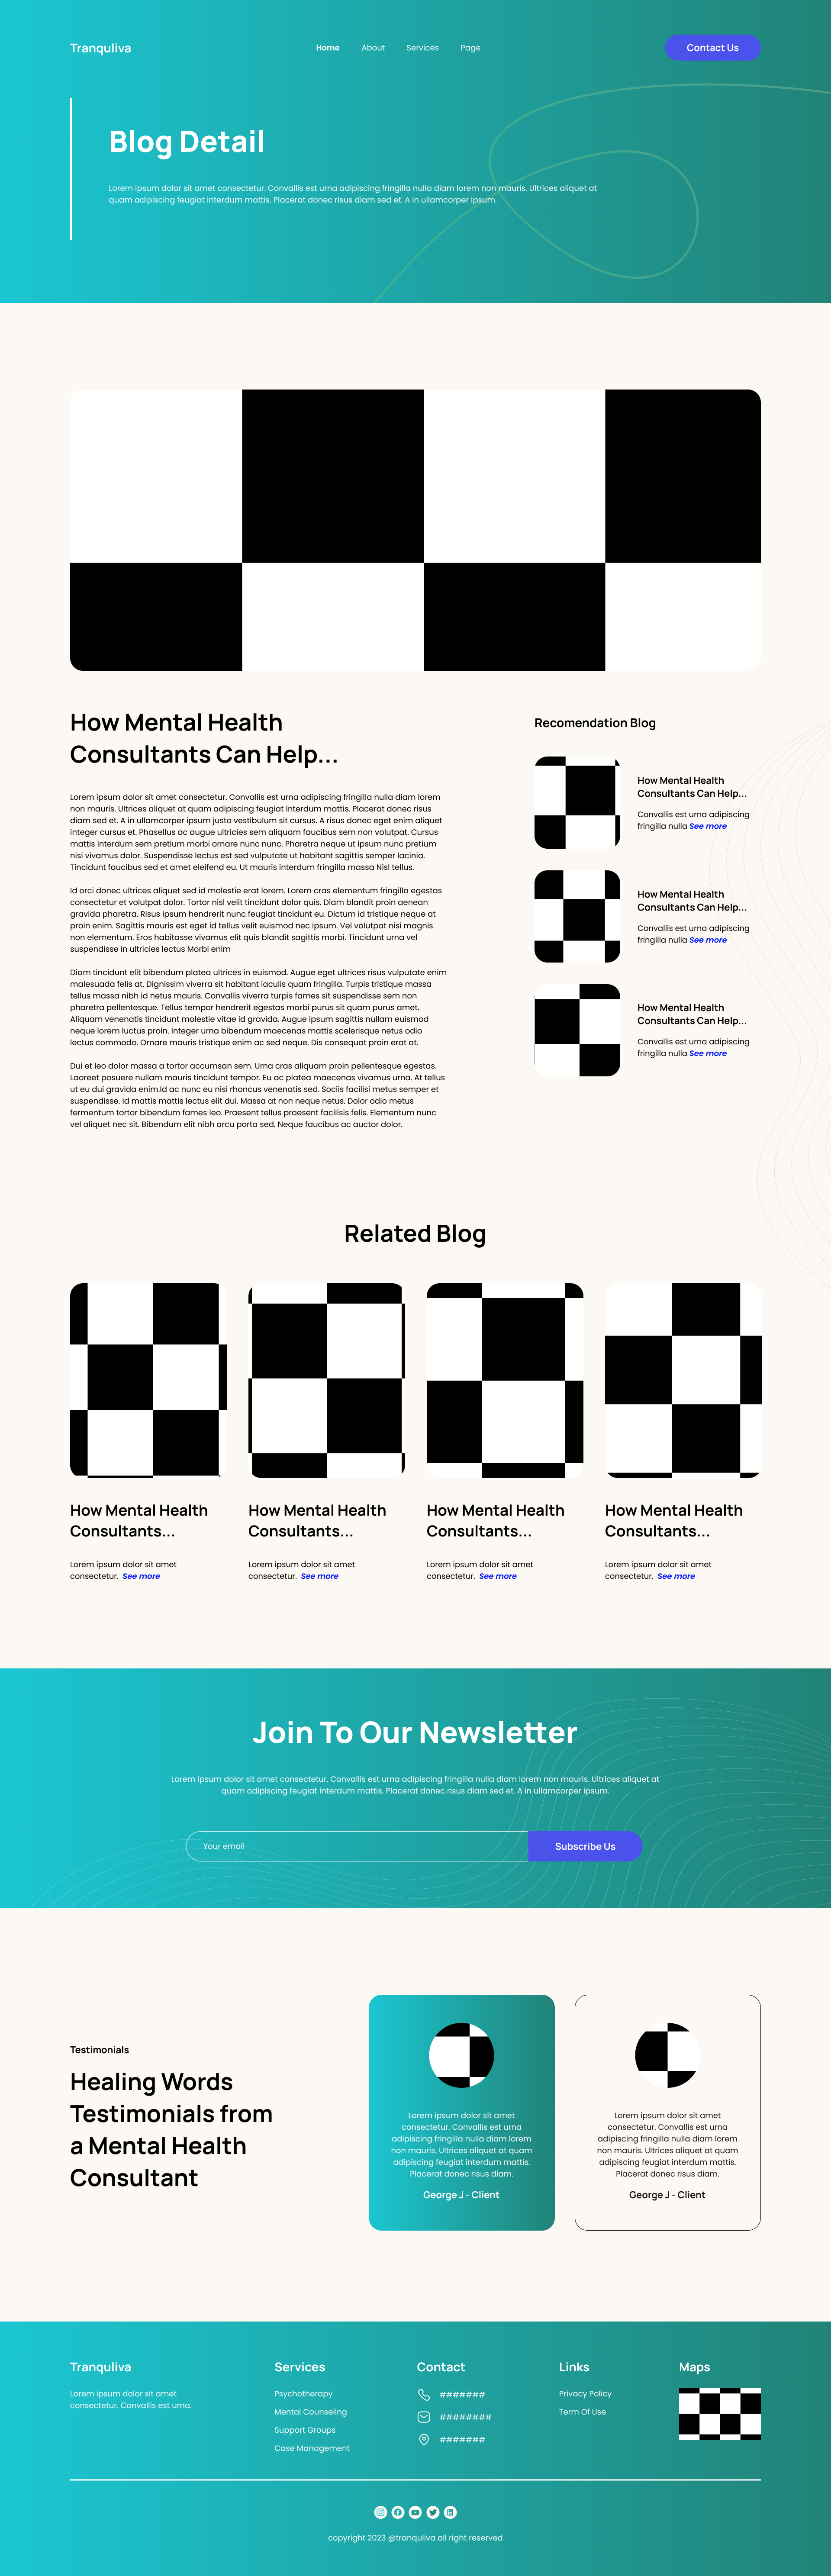 Tranquliva
Home
About
Services
Page
Contact Us
Blog Detail
Lorem ipsum dolor sit amet consectetur. Convallis est urna adipiscing fringilla nulla diam lorem non mauris. Ultrices aliquet at
quam adipiscing feugiat interdum mattis. Placerat donec risus diam sed et. A in ullamcorper ipsum.
How Mental Health
Consultants Can Help...
Lorem ipsum dolor sit amet consectetur. Convallis est urna adipiscing fringilla nulla diam lorem
non mauris. Ultrices aliquet at quam adipiscing feugiat interdum mattis. Placerat donec risus
diam sed et. A in ullamcorper ipsum justo vestibulum sit cursus. A risus donec eget enim aliquet
integer cursus et. Phasellus ac augue ultricies sem aliquam faucibus sem non volutpat. Cursus
mattis interdum sem pretium morbi ornare nunc nunc. Pharetra neque ut ipsum nunc pretium
nisi vivamus dolor. Suspendisse lectus est sed vulputate ut habitant sagittis semper lacinia.
Tincidunt faucibus sed et amet eleifend eu. Ut mauris interdum fringilla massa Nisl tellus.
Id orci donec ultrices aliquet sed id molestie erat lorem. Lorem cras elementum fringilla egestas
consectetur et volutpat dolor. Tortor nisl velit tincidunt dolor quis. Diam blandit proin aenean
gravida pharetra. Risus ipsum hendrerit nunc feugiat tincidunt eu. Dictum id tristique neque at
proin enim. Sagittis mauris est eget id tellus velit euismod nec ipsum. Vel volutpat nisi magnis
non elementum. Eros habitasse vivamus elit quis blandit sagittis morbi. Tincidunt urna vel
suspendisse in ultricies lectus Morbi enim
Diam tincidunt elit bibendum platea ultrices in euismod. Augue eget ultrices risus vulputate enim
malesuada felis at. Dignissim viverra sit habitant iaculis quam fringilla. Turpis tristique massa
tellus massa nibh id netus mauris. Convallis viverra turpis fames sit suspendisse sem non
pharetra pellentesque. Tellus tempor hendrerit egestas morbi purus sit quam purus amet.
Aliquam venenatis tincidunt molestie vitae id gravida. Augue ipsum sagittis nullam euismod
neque lorem luctus proin. Integer urna bibendum maecenas mattis scelerisque netus odio
lectus commodo. Ornare mauris tristique enim ac sed neque. Dis consequat proin erat at.
Dui et leo dolor massa a tortor accumsan sem. Urna cras aliquam proin pellentesque egestas.
Laoreet posuere nullam mauris tincidunt tempor. Eu ac platea maecenas vivamus urna. At tellus
ut eu dui gravida enim.Id ac nunc eu nisi rhoncus venenatis sed. Sociis facilisi metus semper et
suspendisse. Id mattis mattis lectus elit dui. Massa at non neque netus. Dolor odio metus
fermentum tortor bibendum fames leo. Praesent tellus praesent facilisis felis. Elementum nunc
vel aliquet nec sit. Bibendum elit nibh arcu porta sed. Neque faucibus ac auctor dolor.
Recomendation Blog
How Mental Health
Consultants Can Help...
Convallis est urna adipiscing
fringilla nulla See more
How Mental Health
Consultants Can Help...
Convallis est urna adipiscing
fringilla nulla See more
How Mental Health
Consultants Can Help...
Convallis est urna adipiscing
fringilla nulla See more
Related Blog
How Mental Health
Consultants...
Lorem ipsum dolor sit amet
consectetur. See more
How Mental Health
Consultants...
Lorem ipsum dolor sit amet
consectetur. See more
How Mental Health
Consultants...
Lorem ipsum dolor sit amet
consectetur. See more
How Mental Health
Consultants...
Lorem ipsum dolor sit amet
consectetur. See more
Join To Our Newsletter
Lorem ipsum dolor sit amet consectetur. Convallis est urna adipiscing fringilla nulla diam lorem non mauris. Ultrices aliquet at
quam adipiscing feugiat interdum mattis. Placerat donec risus diam sed et. A in ullamcorper ipsum.
Your email
Subscribe Us
Testimonials
Healing Words
Testimonials from
a Mental Health
Consultant
Lorem ipsum dolor sit amet
consectetur. Convallis est urna
adipiscing fringilla nulla diam lorem
non mauris. Ultrices aliquet at quam
adipiscing feugiat interdum mattis.
Placerat donec risus diam.
George J - Client
Lorem ipsum dolor sit amet
consectetur. Convallis est urna
adipiscing fringilla nulla diam lorem
non mauris. Ultrices aliquet at quam
adipiscing feugiat interdum mattis.
Placerat donec risus diam.
George J - Client
Tranquliva
Lorem ipsum dolor sit amet
consectetur. Convallis est urna.
Services
Psychotherapy
Mental Counseling
Support Groups
Case Management
Contact
#######
########
#######
Links
Privacy Policy
Term Of Use
Maps
copyright 2023 @tranquliva all right reserved